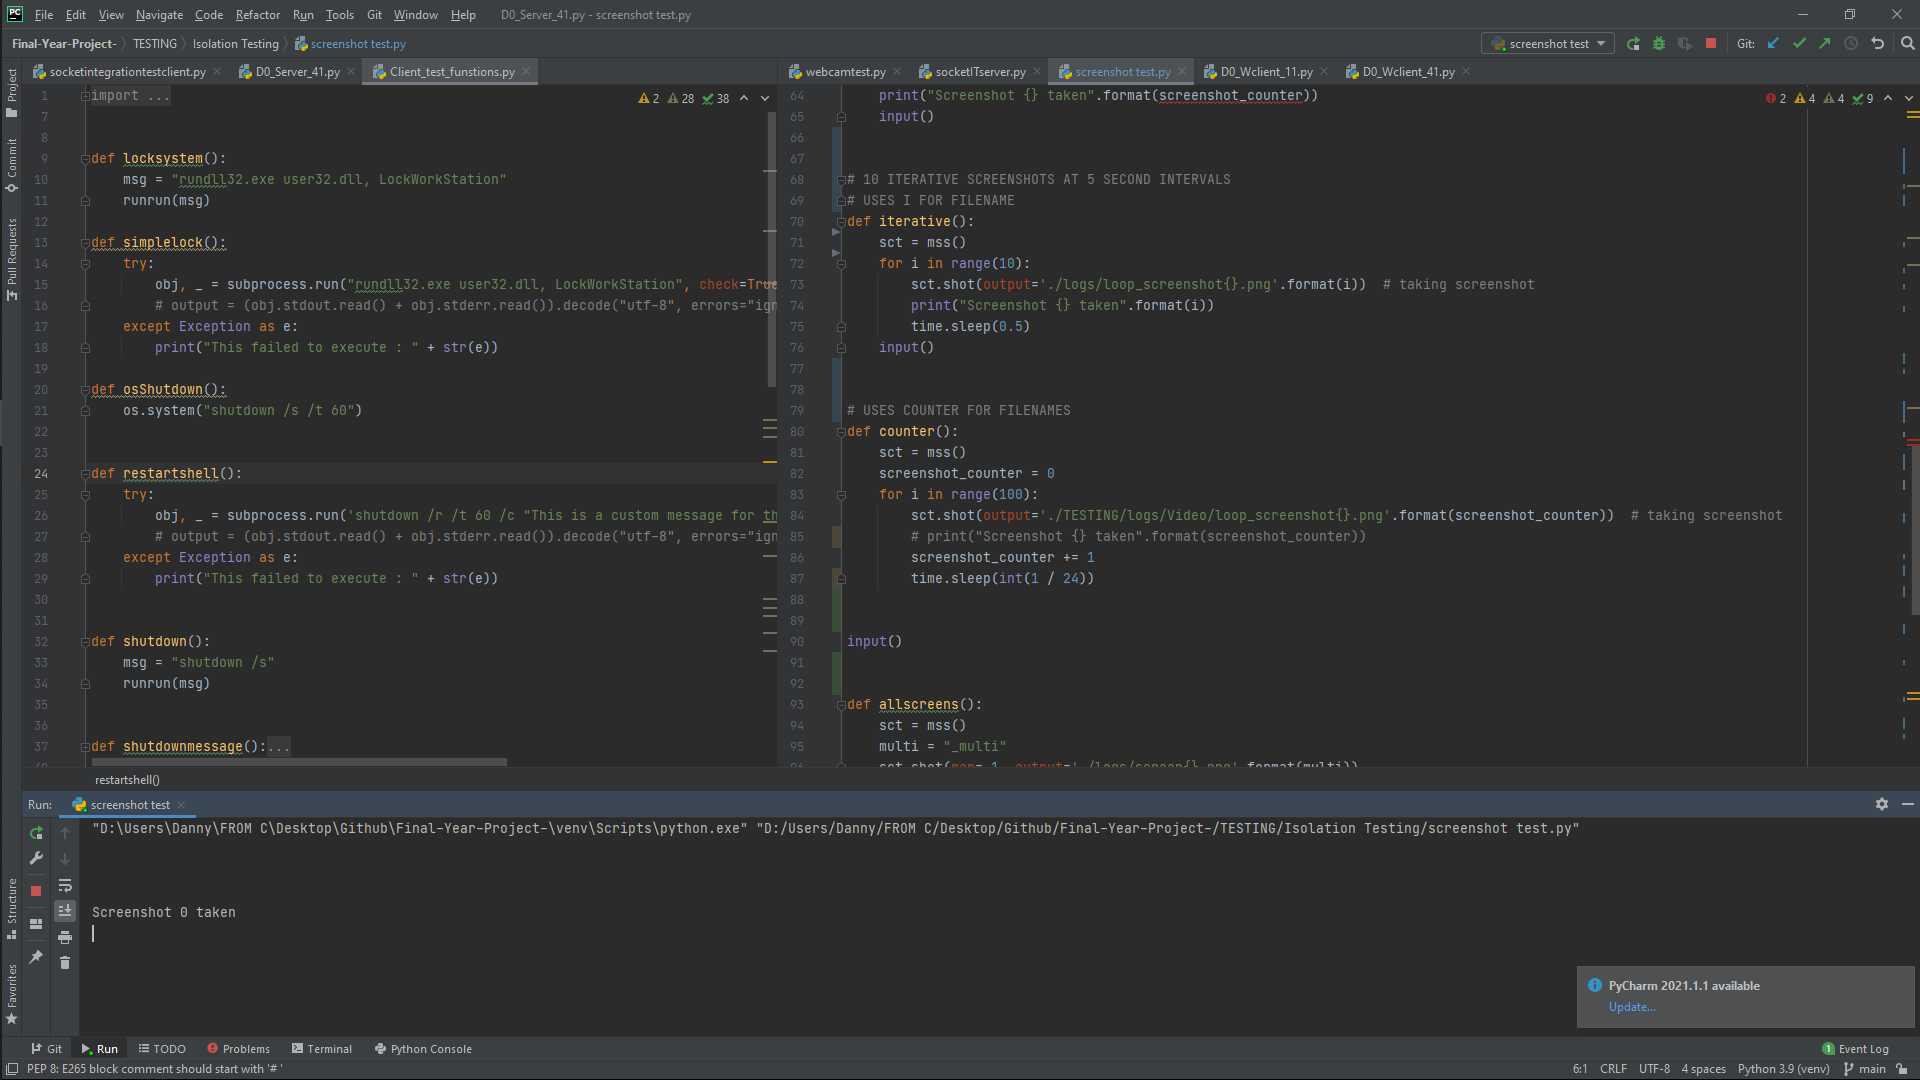 PC File Edit View Navigate Code Refactor Run Tools Git Window Help D0_Server_41.py - screenshot test.py
Final-Year-Project- TESTING Isolation Testing screenshot test.py screenshot test Git:
socketintegrationtestclient.py D0_Server_41.py Client_test_funstions.py
webcamtest.py socketITserver.py screenshot test.py D0_Wclient_11.py D0_Wclient_41.py
Project
Commit
Pull Requests
2 28 38
1 import ...
7
8
9 def locksystem():
10 msg = "rundll32.exe user32.dll, LockWorkStation"
11 runrun(msg)
12
13 def simplelock():
14 try:
15 obj, _ = subprocess.run("rundll32.exe user32.dll, LockWorkStation", check=True
16 # output = (obj.stdout.read() + obj.stderr.read()).decode("utf-8", errors="ign
17 except Exception as e:
18 print("This failed to execute : " + str(e))
19
20 def osShutdown():
21 os.system("shutdown /s /t 60")
22
23
24 def restartshell():
25 try:
26 obj, _ = subprocess.run('shutdown /r /t 60 /c "This is a custom message for th
27 # output = (obj.stdout.read() + obj.stderr.read()).decode("utf-8", errors="ign
28 except Exception as e:
29 print("This failed to execute : " + str(e))
30
31
32 def shutdown():
33 msg = "shutdown /s"
34 runrun(msg)
35
36
37 def shutdownmessage():...
restartshell()
2 4 4 9
64 print("Screenshot {} taken".format(screenshot_counter))
65 input()
66
67
68 # 10 ITERATIVE SCREENSHOTS AT 5 SECOND INTERVALS
69 # USES I FOR FILENAME
70 def iterative():
71 sct = mss()
72 for i in range(10):
73 sct.shot(output='./logs/loop_screenshot{}.png'.format(i)) # taking screenshot
74 print("Screenshot {} taken".format(i))
75 time.sleep(0.5)
76 input()
77
78
79 # USES COUNTER FOR FILENAMES
80 def counter():
81 sct = mss()
82 screenshot_counter = 0
83 for i in range(100):
84 sct.shot(output='./TESTING/logs/Video/loop_screenshot{}.png'.format(screenshot_counter)) # taking screenshot
85 # print("Screenshot {} taken".format(screenshot_counter))
86 screenshot_counter += 1
87 time.sleep(int(1 / 24))
88
89
90 input()
91
92
93 def allscreens():
94 sct = mss()
95 multi = "_multi"
Run: screenshot test
"D:\Users\Danny\FROM C\Desktop\Github\Final-Year-Project-\venv\Scripts\python.exe" "D:/Users/Danny/FROM C/Desktop/Github/Final-Year-Project-/TESTING/Isolation Testing/screenshot test.py"
Screenshot 0 taken
Structure
Favorites
PyCharm 2021.1.1 available
Update...
Git Run TODO Problems Terminal Python Console 1 Event Log
PEP 8: E265 block comment should start with '# ' 6:1 CRLF UTF-8 4 spaces Python 3.9 (venv) main